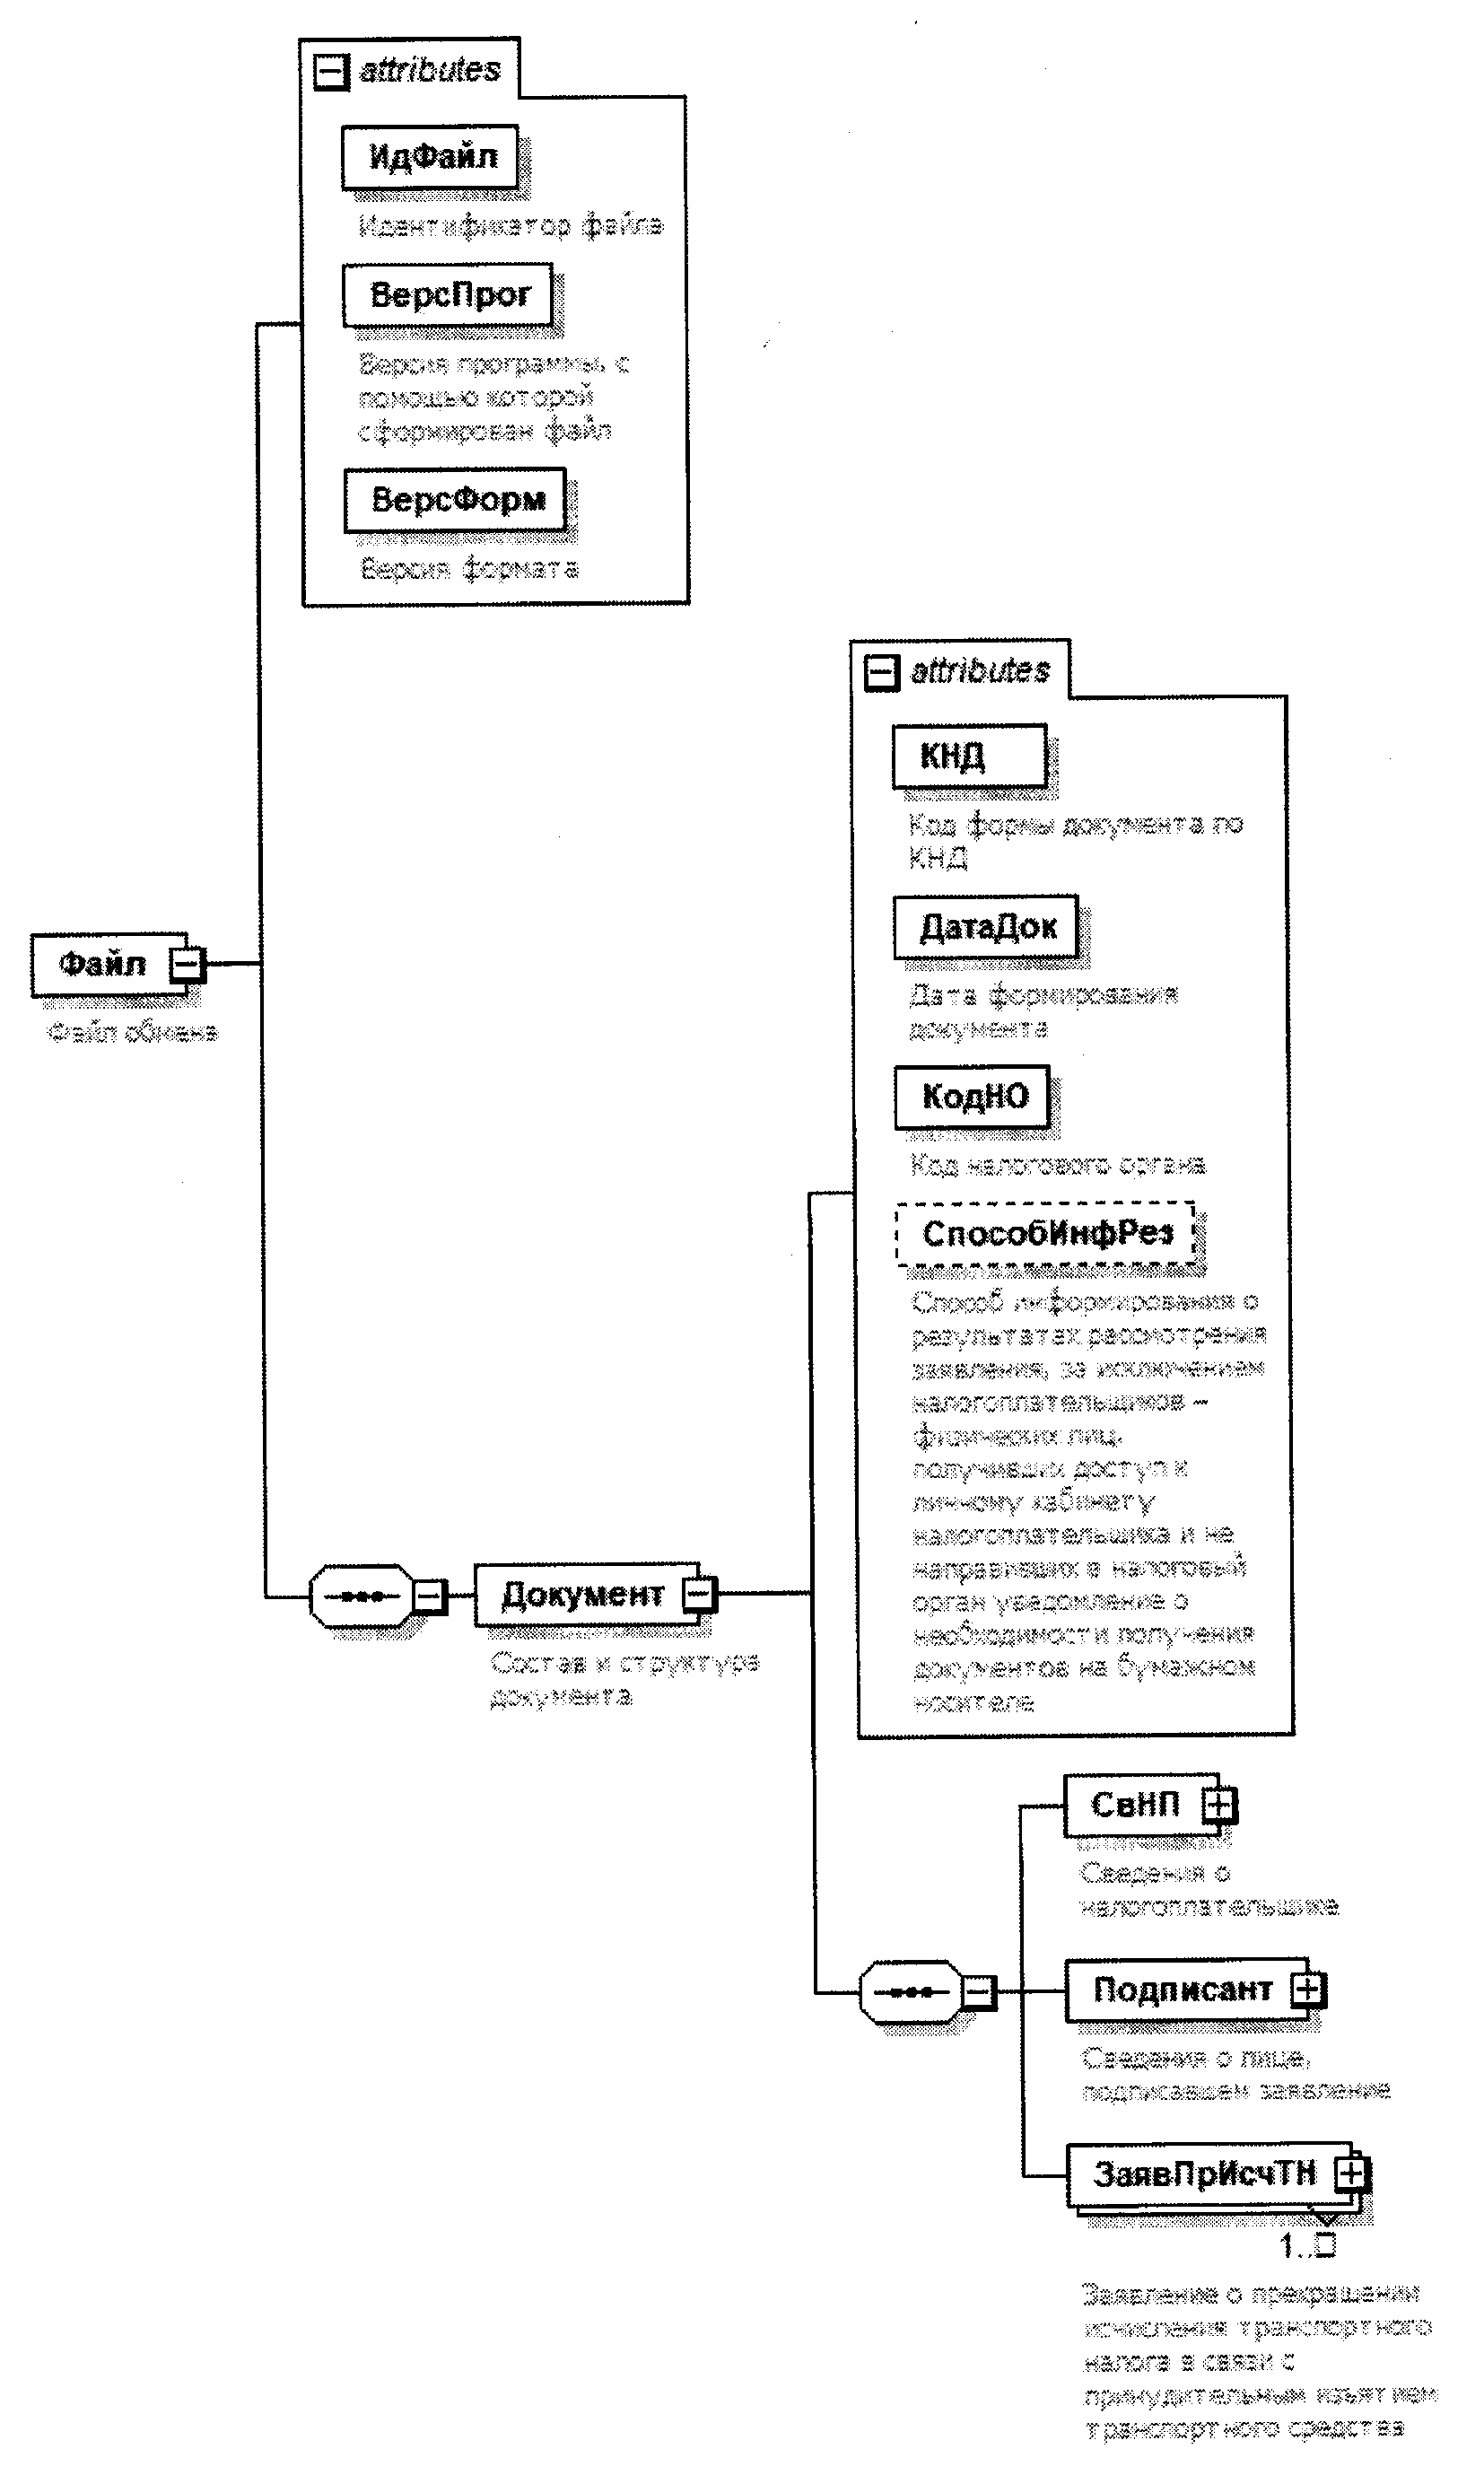 attributes
ИдФайл
Идентификатор файла
ВерсПрог
Версия программы, с
помощью которой
сформирован файл
ВерсФорм
Версия формата
attributes
КНД
Код формы документа по
КНД
ДатаДок
Дата формирования
документа
КодНО
Код налогового органа
СпособИнфРез
Способ информирования о
результатах рассмотрения
заявления, за исключением
налогоплательщиков –
физических лиц,
получивших доступ к
личному кабинету
налогоплательщика и не
направивших в налоговый
орган уведомление о
необходимости получения
документов на бумажном
носителе
Файл
Файл обмена
Документ
Состав и структура
документа
СвНП
Сведения о
налогоплательщике
Подписант
Сведения о лице,
подписавшем заявление
ЗаявПрИсчТН
1..□
Заявление о прекращении
исчисления транспортного
налога в связи с
принудительным изъятием
транспортного средства